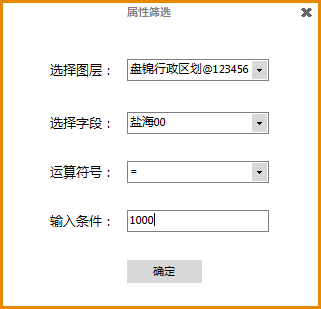 属性筛选
选择图层： 盘锦行政区划@123456
选择字段： 盐海00
运算符号： =
输入条件： 1000
确定